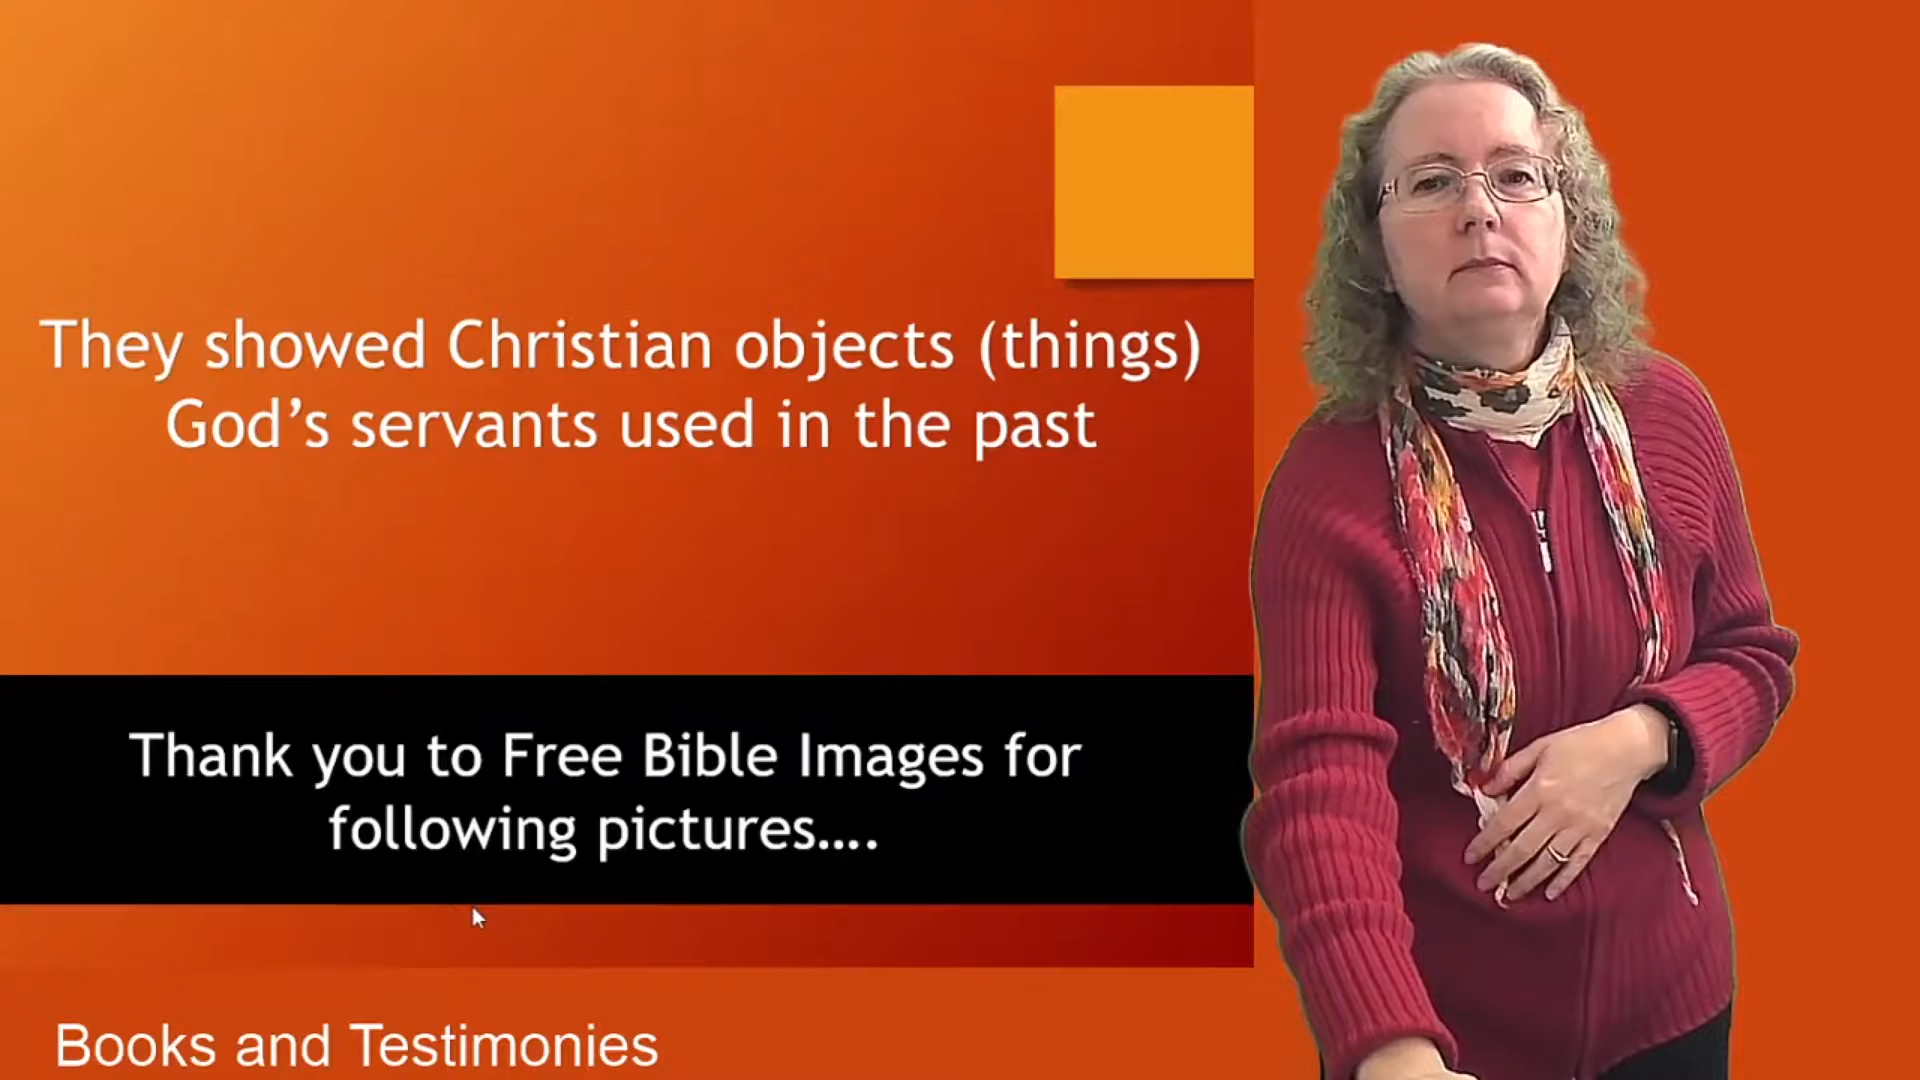 They showed Christian objects (things)
God’s servants used in the past
Thank you to Free Bible Images for
following pictures….
Books and Testimonies